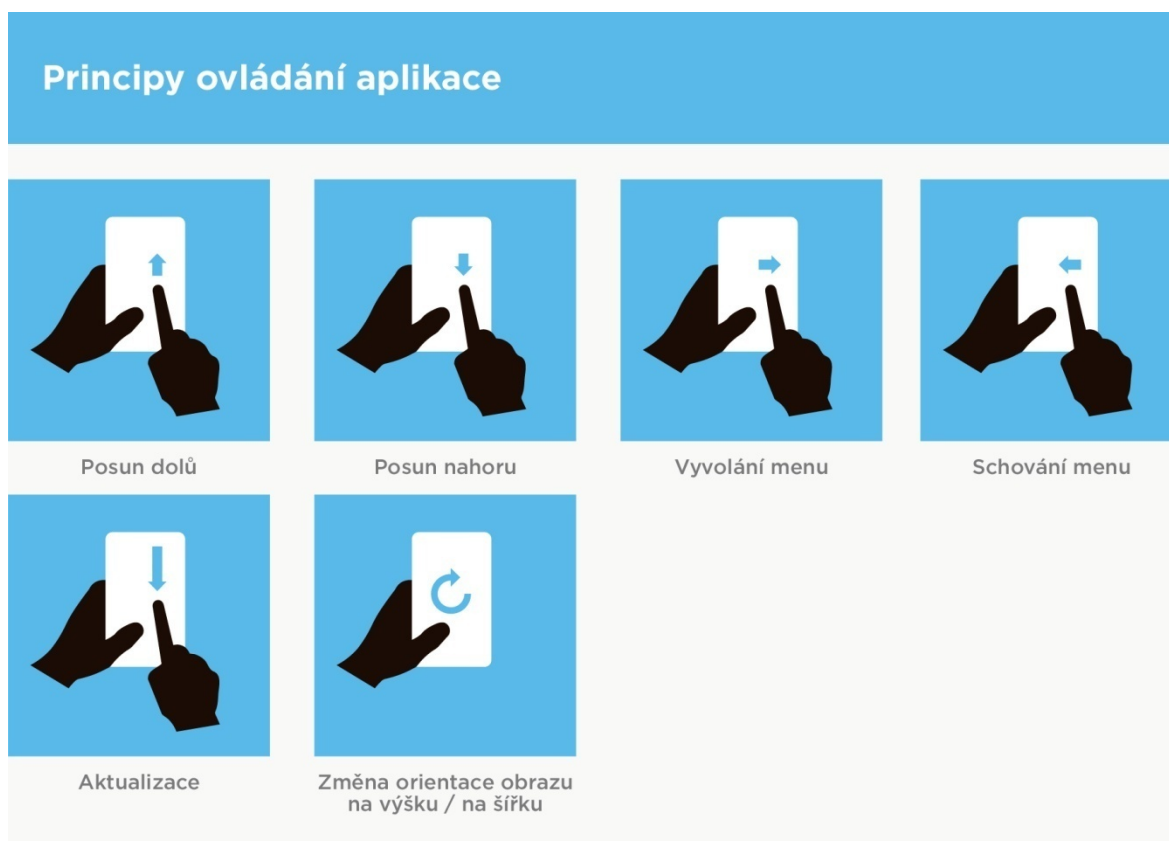 Principy ovládání aplikace
Posun dolů
Posun nahoru
Vyvolání menu
Schování menu
Aktualizace
Změna orientace obrazu
na výšku / na šířku